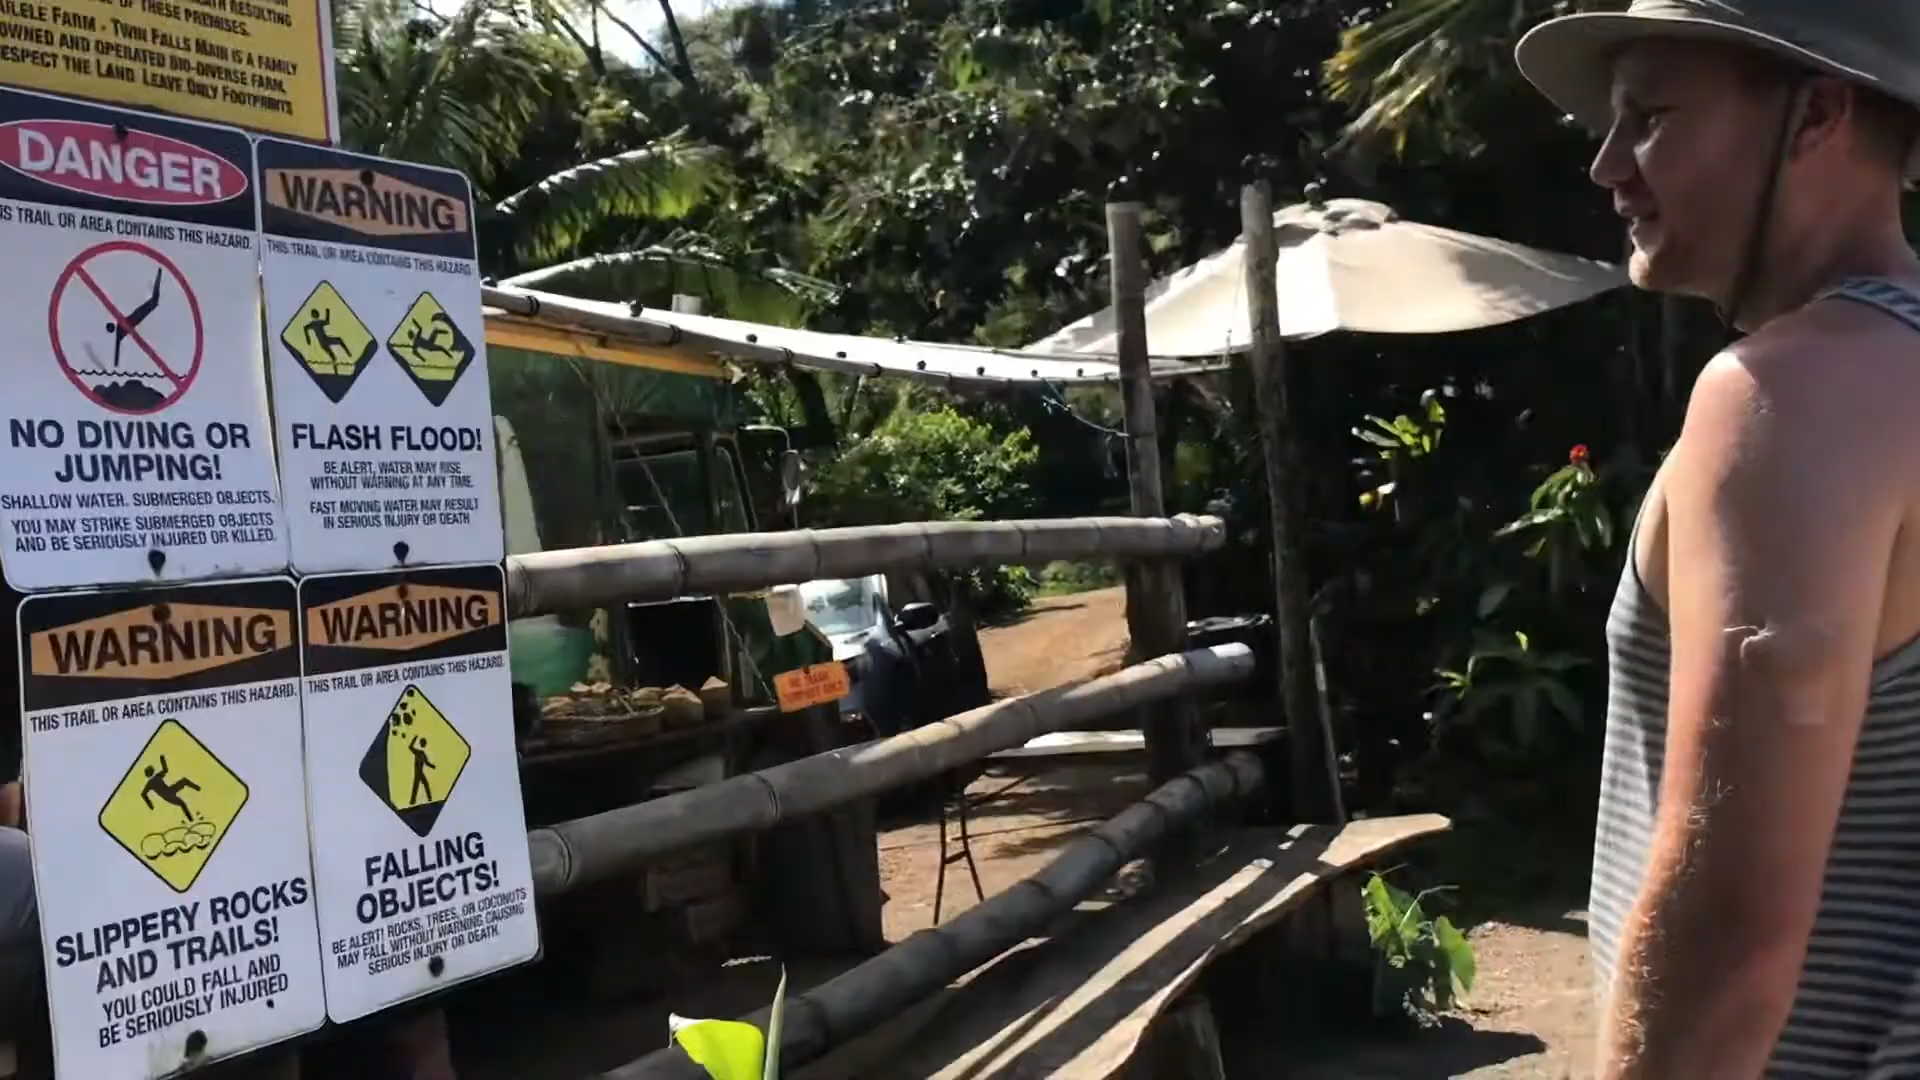 OF THESE PREMISES.
FARM - TWIN FALLS MAUI IS A FAMILY
OWNED AND OPERATED BIO-DIVERSE FARM.
RESPECT THE LAND. LEAVE ONLY FOOTPRINTS
DANGER
TRAIL OR AREA CONTAINS THIS HAZARD.
NO DIVING OR
JUMPING!
SHALLOW WATER. SUBMERGED OBJECTS.
YOU MAY STRIKE SUBMERGED OBJECTS
AND BE SERIOUSLY INJURED OR KILLED.
WARNING
THIS TRAIL OR AREA CONTAINS THIS HAZARD.
FLASH FLOOD!
BE ALERT, WATER MAY RISE
WITHOUT WARNING AT ANY TIME.
FAST MOVING WATER MAY RESULT
IN SERIOUS INJURY OR DEATH
WARNING
THIS TRAIL OR AREA CONTAINS THIS HAZARD.
SLIPPERY ROCKS
AND TRAILS!
YOU COULD FALL AND
BE SERIOUSLY INJURED
WARNING
THIS TRAIL OR AREA CONTAINS THIS HAZARD.
FALLING
OBJECTS!
BE ALERT! ROCKS, TREES, OR COCONUTS
MAY FALL WITHOUT WARNING CAUSING
SERIOUS INJURY OR DEATH.